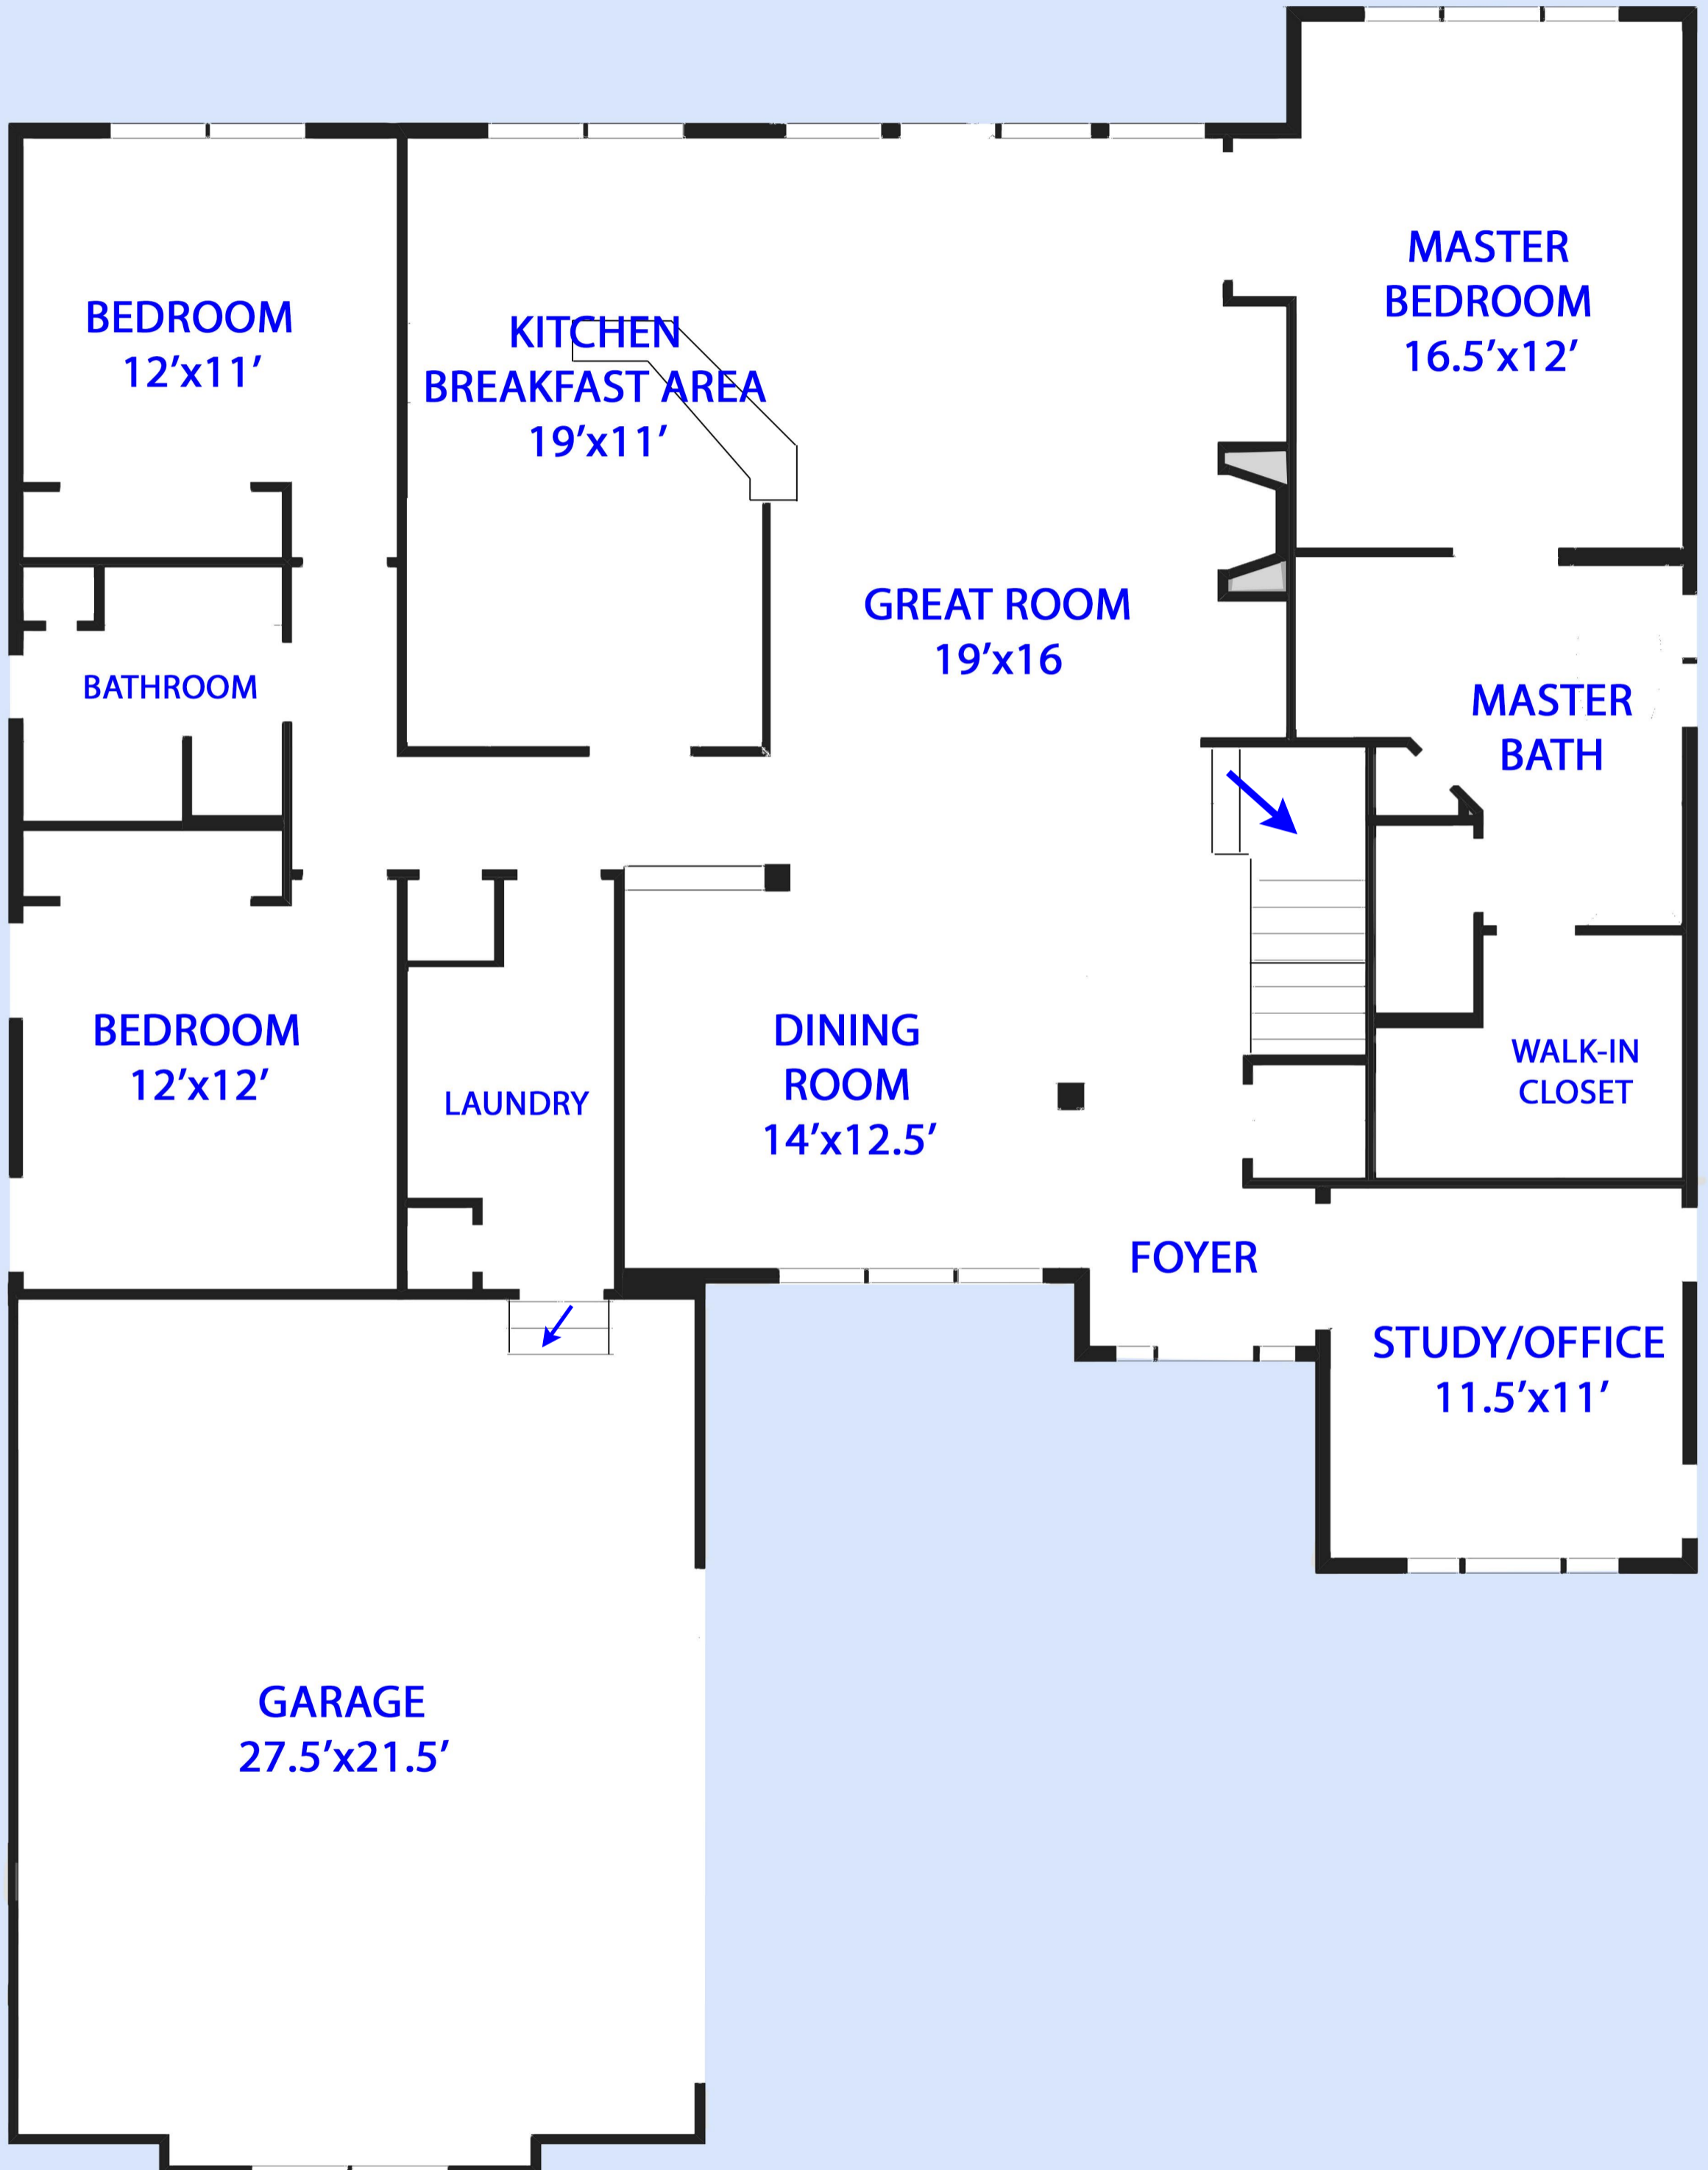 MASTER
BEDROOM
16.5’x12’
BEDROOM
12’x11’
KITCHEN
BREAKFAST AREA
19’x11’
GREAT ROOM
19’x16
BATHROOM
MASTER
BATH
BEDROOM
12’x12’
LAUNDRY
DINING
ROOM
14’x12.5’
WALK-IN
CLOSET
FOYER
STUDY/OFFICE
11.5’x11’
GARAGE
27.5’x21.5’